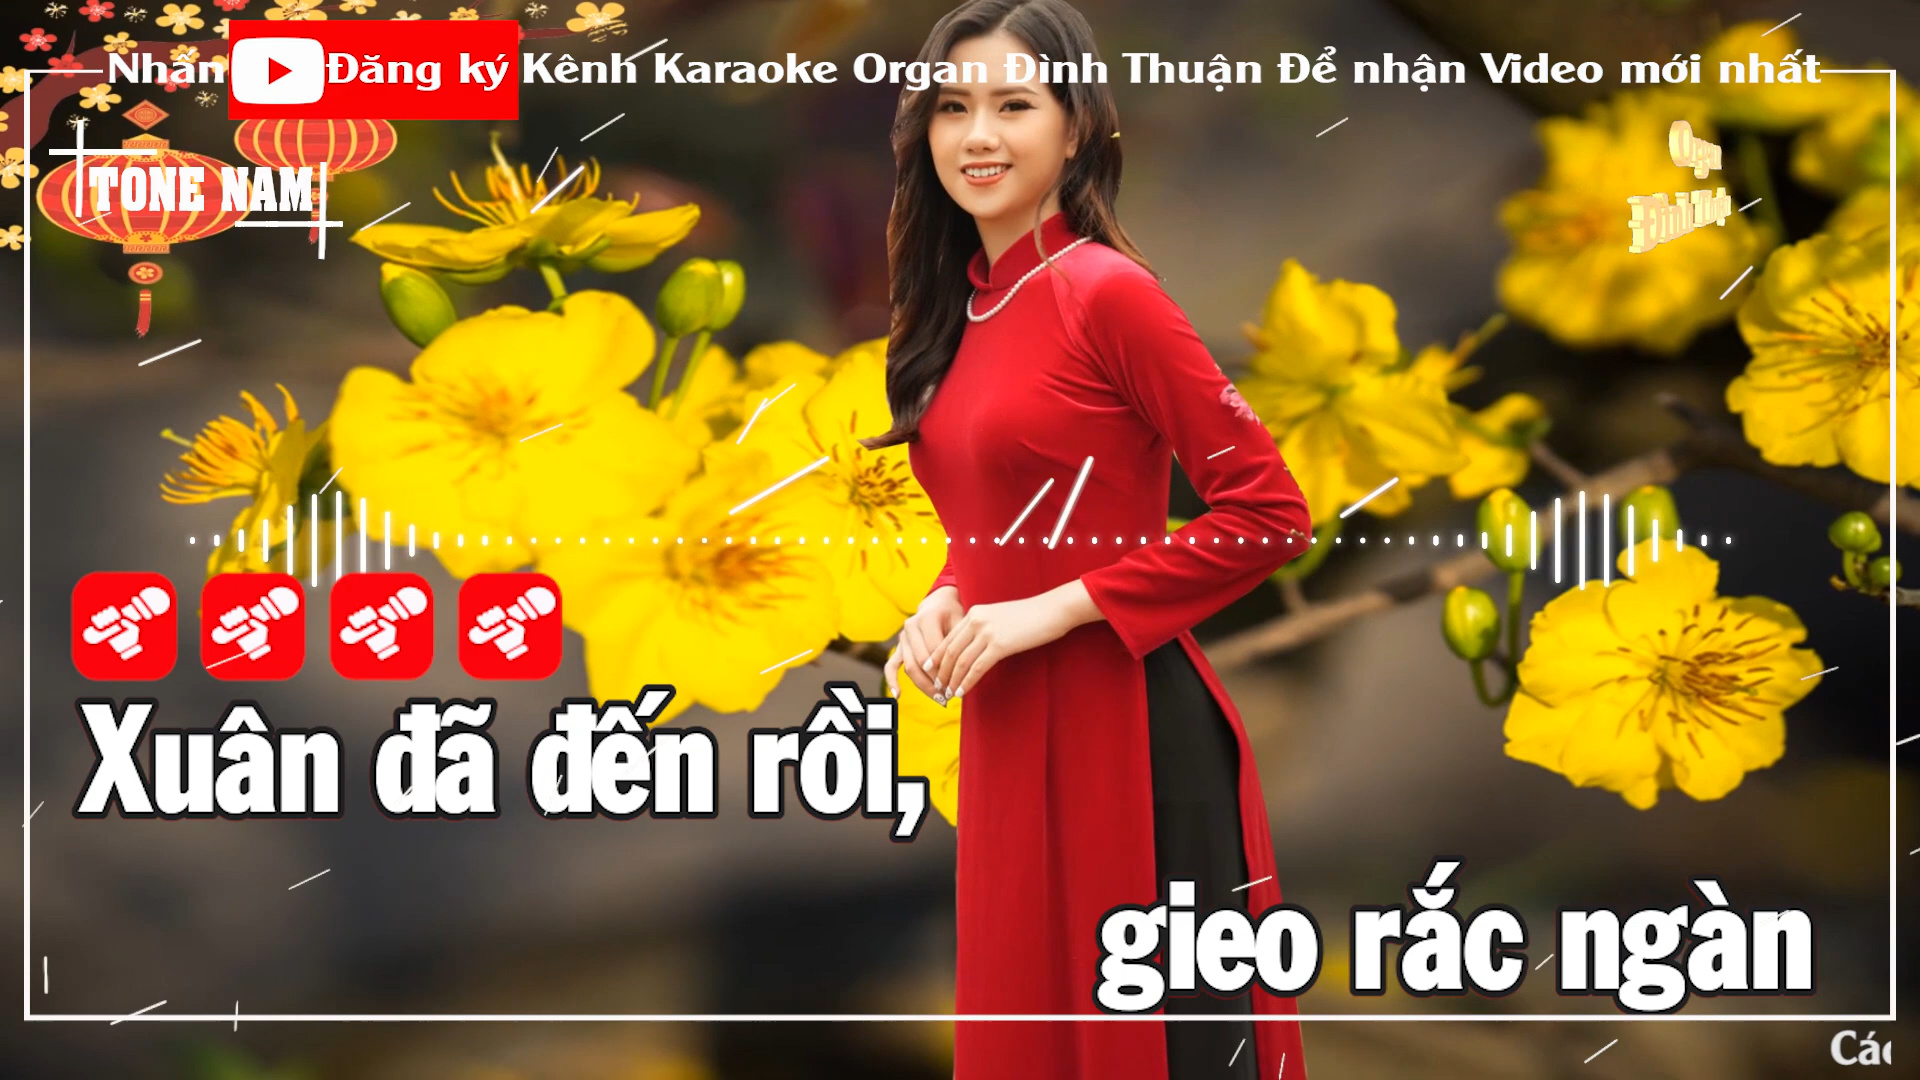 Nhấn Đăng ký Kênh Karaoke Organ Đình Thuận Để nhận Video mới nhất
TONE NAM
Xuân đã đến rồi,
gieo rắc ngàn